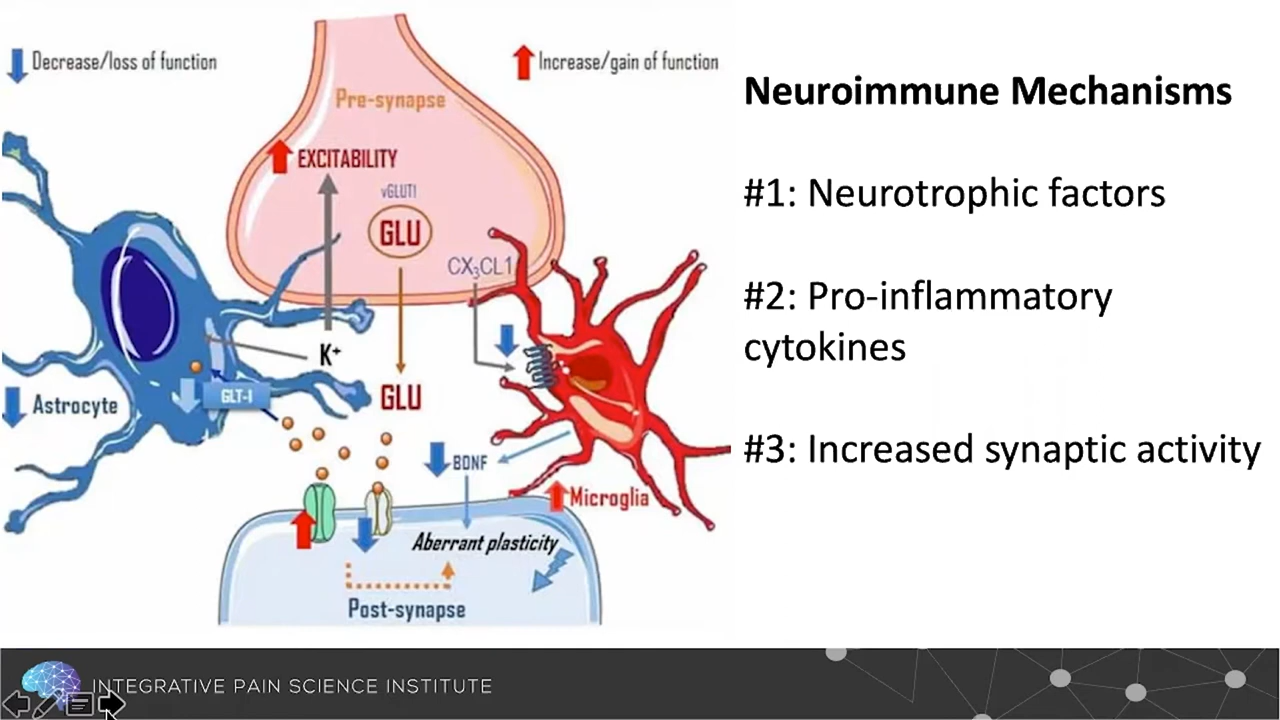 Decrease/loss of function
Increase/gain of function
Pre-synapse
EXCITABILITY
vGLUT1
GLU
CX₃CL1
K⁺
GLT-1
Astrocyte
GLU
BDNF
Microglia
Aberrant plasticity
Post-synapse
Neuroimmune Mechanisms
#1: Neurotrophic factors
#2: Pro-inflammatory
cytokines
#3: Increased synaptic activity
INTEGRATIVE PAIN SCIENCE INSTITUTE